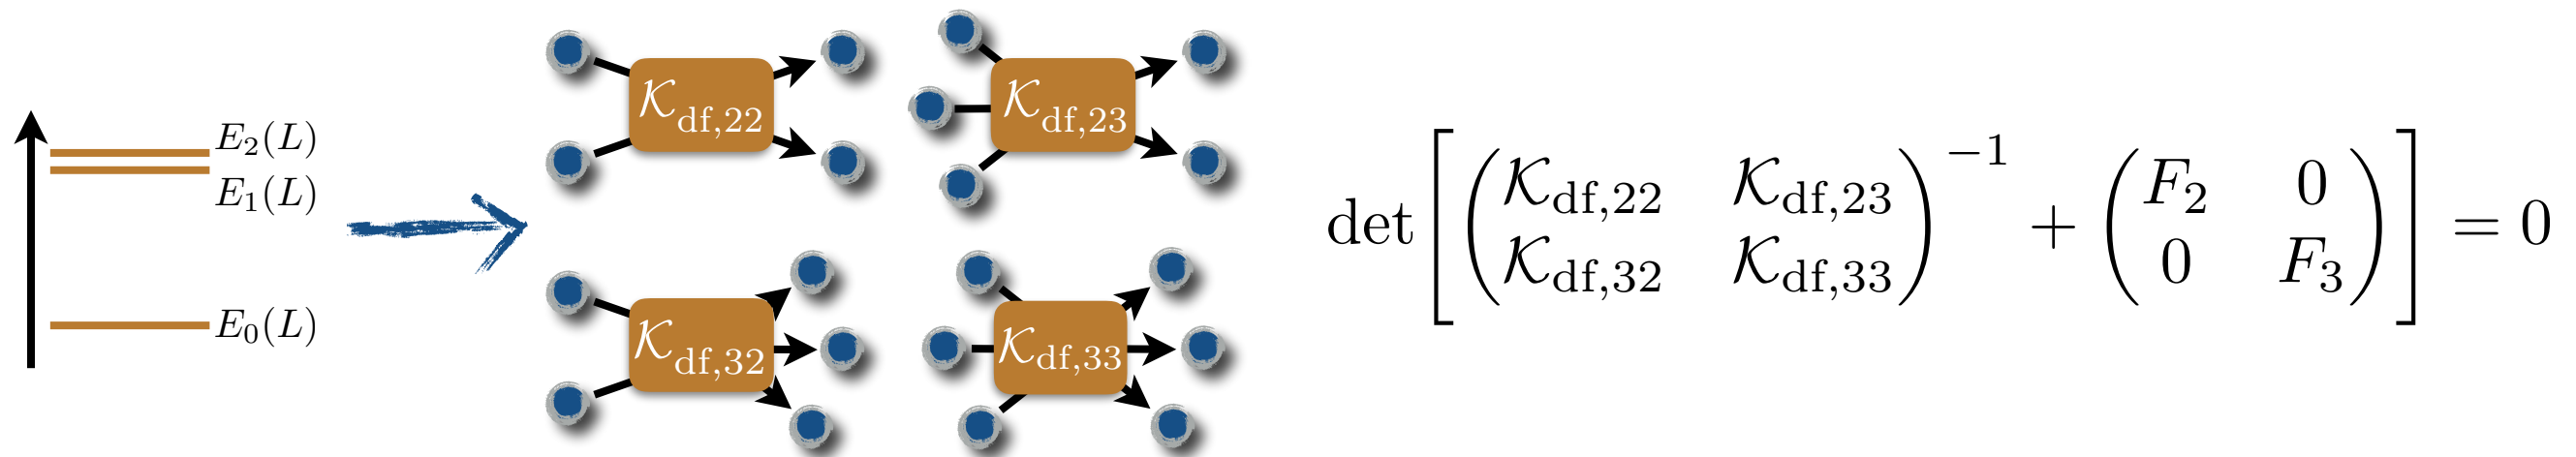 E₂(L)
E₁(L)
E₀(L)
𝒦df,22
𝒦df,23
𝒦df,32
𝒦df,33
det[(𝒦df,22 𝒦df,23
𝒦df,32 𝒦df,33)⁻¹ + (F₂ 0
0 F₃)] = 0